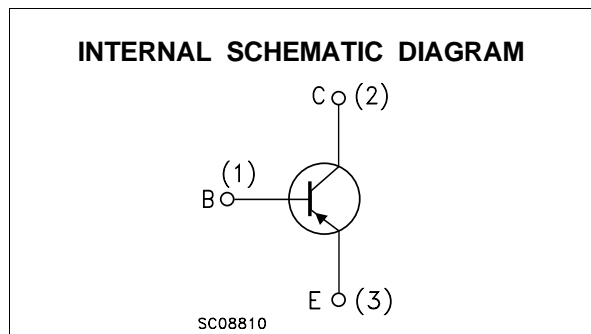 INTERNAL SCHEMATIC DIAGRAM
C (2)
(1)
B
E (3)
SC08810